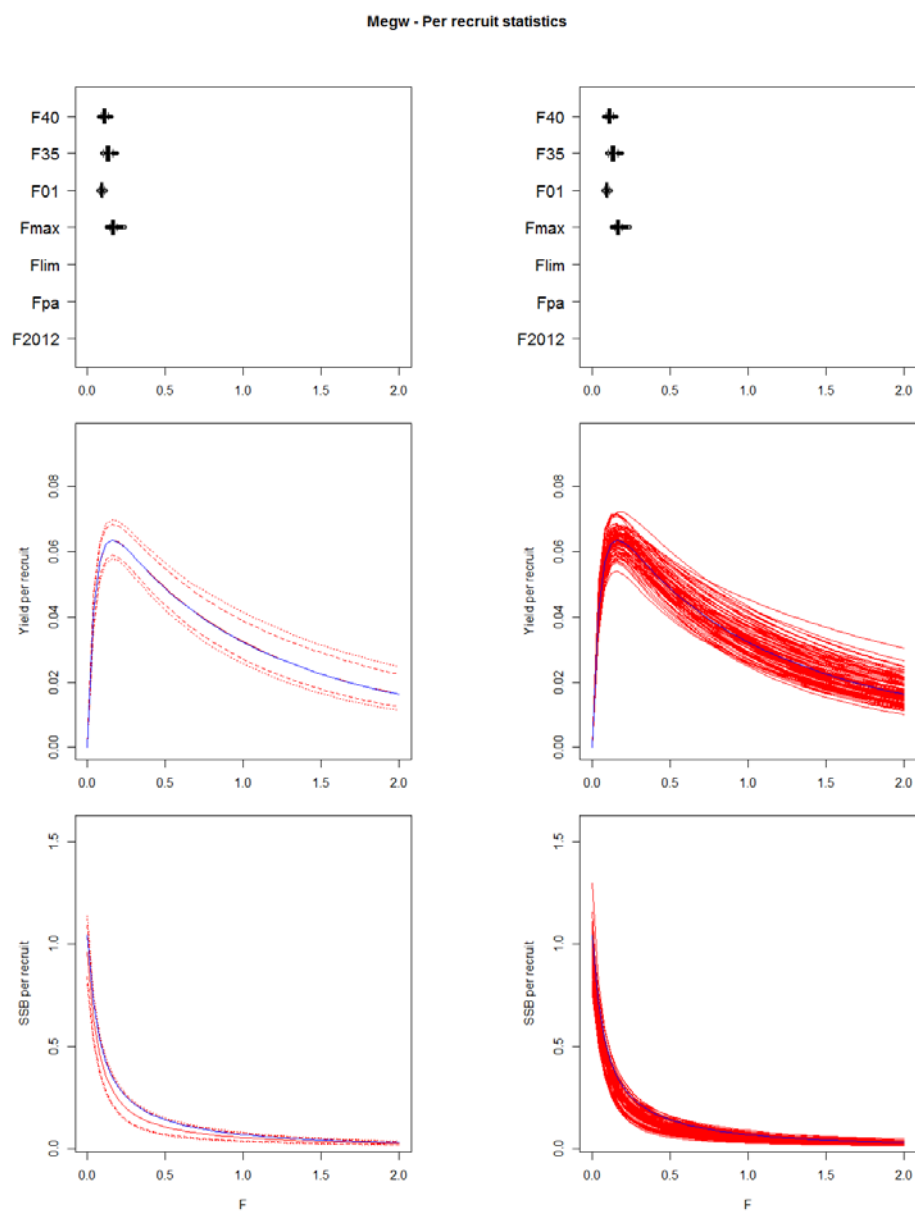 Megw - Per recruit statistics
F40
F35
F01
Fmax
Flim
Fpa
F2012
0.0 0.5 1.0 1.5 2.0
F40
F35
F01
Fmax
Flim
Fpa
F2012
0.0 0.5 1.0 1.5 2.0
Yield per recruit
0.08
0.06
0.04
0.02
0.00
0.0 0.5 1.0 1.5 2.0
Yield per recruit
0.08
0.06
0.04
0.02
0.00
0.0 0.5 1.0 1.5 2.0
SSB per recruit
1.5
1.0
0.5
0.0
0.0 0.5 1.0 1.5 2.0
F
SSB per recruit
1.5
1.0
0.5
0.0
0.0 0.5 1.0 1.5 2.0
F